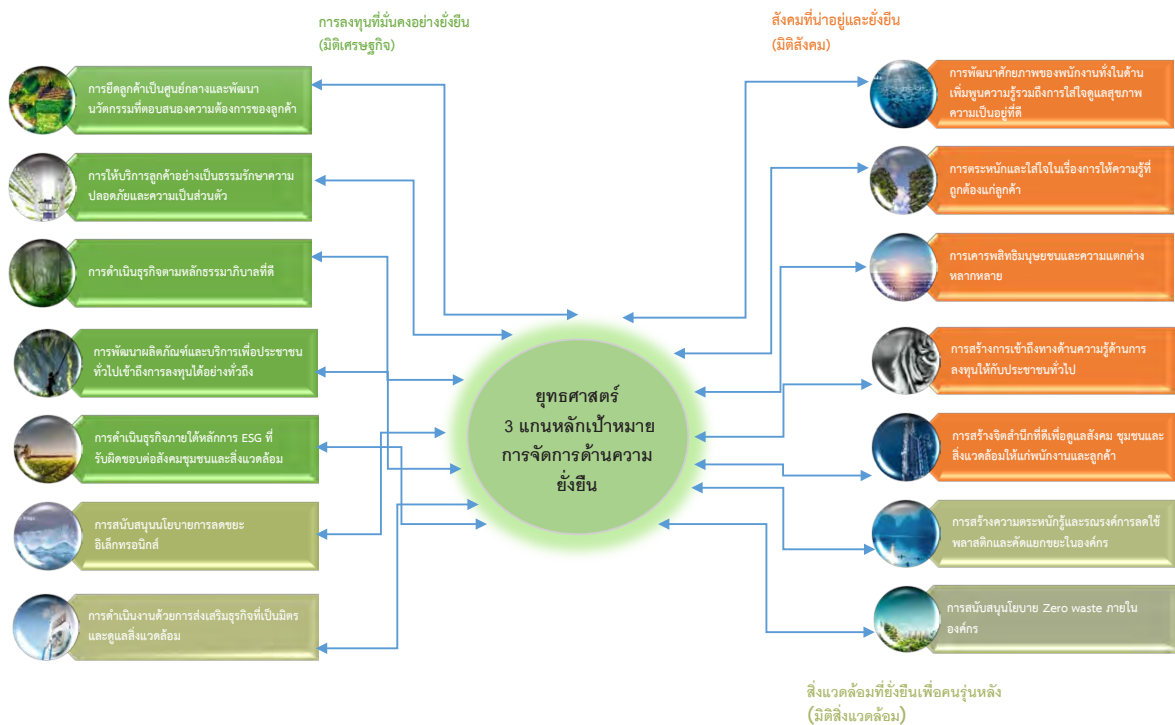 การลงทุนที่มั่นคงอย่างยั่งยืน
(มิติเศรษฐกิจ)
การยึดลูกค้าเป็นศูนย์กลางและพัฒนา
นวัตกรรมที่ตอบสนองความต้องการของลูกค้า
การให้บริการลูกค้าอย่างเป็นธรรมรักษาความ
ปลอดภัยและความเป็นส่วนตัว
การดำเนินธุรกิจตามหลักธรรมาภิบาลที่ดี
การพัฒนาผลิตภัณฑ์และบริการเพื่อประชาชน
ทั่วไปเข้าถึงการลงทุนได้อย่างทั่วถึง
การดำเนินธุรกิจภายใต้หลักการ ESG ที่
รับผิดชอบต่อสังคมชุมชนและสิ่งแวดล้อม
การสนับสนุนนโยบายการลดขยะ
อิเล็กทรอนิกส์
การดำเนินงานด้วยการส่งเสริมธุรกิจที่เป็นมิตร
และดูแลสิ่งแวดล้อม
ยุทธศาสตร์
3 แกนหลักเป้าหมาย
การจัดการด้านความ
ยั่งยืน
สังคมที่น่าอยู่และยั่งยืน
(มิติสังคม)
การพัฒนาศักยภาพของพนักงานทั้งในด้าน
เพิ่มพูนความรู้รวมถึงการใส่ใจดูแลสุขภาพ
ความเป็นอยู่ที่ดี
การตระหนักและใส่ใจในเรื่องการให้ความรู้ที่
ถูกต้องแก่ลูกค้า
การเคารพสิทธิมนุษยชนและความแตกต่าง
หลากหลาย
การสร้างการเข้าถึงทางด้านความรู้ด้านการ
ลงทุนให้กับประชาชนทั่วไป
การสร้างจิตสำนึกที่ดีเพื่อดูแลสังคม ชุมชนและ
สิ่งแวดล้อมให้แก่พนักงานและลูกค้า
การสร้างความตระหนักรู้และรณรงค์การลดใช้
พลาสติกและคัดแยกขยะในองค์กร
การสนับสนุนโยบาย Zero waste ภายใน
องค์กร
สิ่งแวดล้อมที่ยั่งยืนเพื่อคนรุ่นหลัง
(มิติสิ่งแวดล้อม)